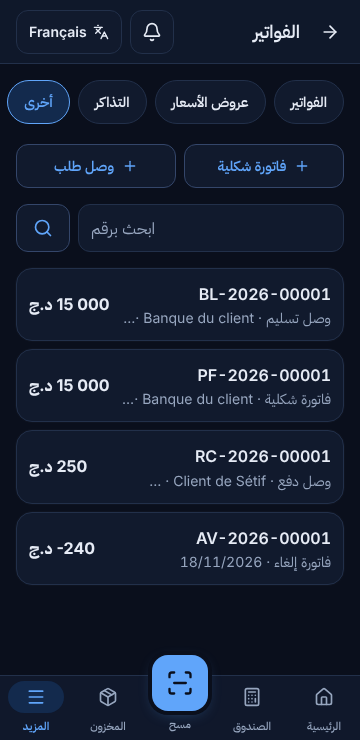 الفواتير
Français
الفواتير
عروض الأسعار
التذاكر
أخرى
+ فاتورة شكلية
+ وصل طلب
ابحث برقم
BL-2026-00001
15 000 د.ج
وصل تسليم · Banque du client ·…
PF-2026-00001
15 000 د.ج
فاتورة شكلية · Banque du client ·…
RC-2026-00001
250 د.ج
وصل دفع · Client de Sétif · …
AV-2026-00001
-240 د.ج
فاتورة إلغاء · 18/11/2026
الرئيسية
الصندوق
مسح
المخزون
المزيد